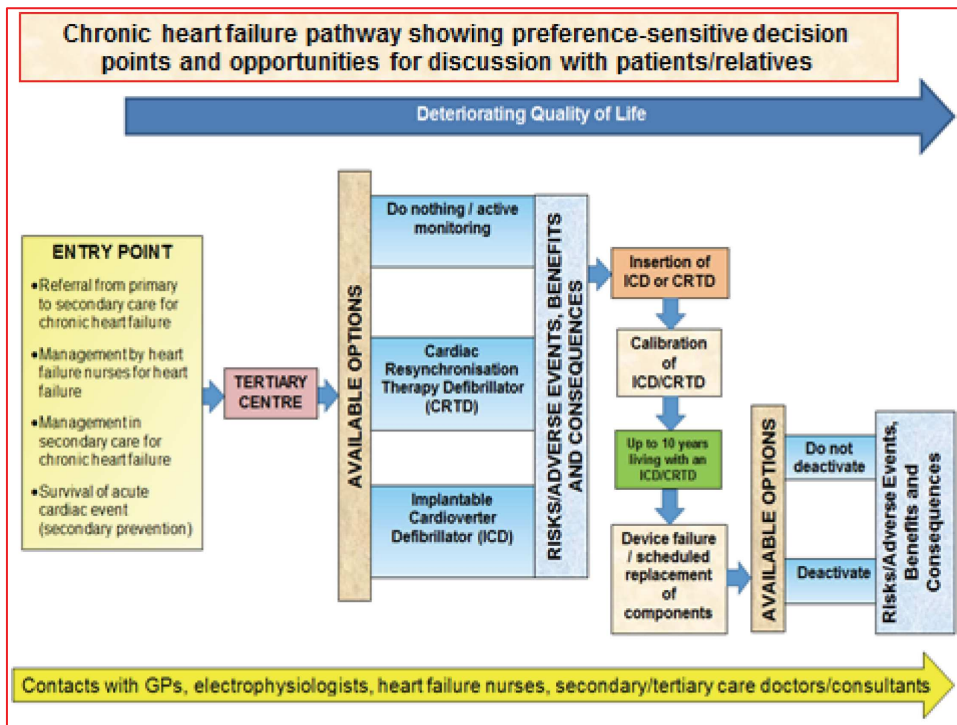 Chronic heart failure pathway showing preference-sensitive decision
points and opportunities for discussion with patients/relatives
Deteriorating Quality of Life
ENTRY POINT
•Referral from primary
to secondary care for
chronic heart failure
•Management by heart
failure nurses for heart
failure
•Management in
secondary care for
chronic heart failure
•Survival of acute
cardiac event
(secondary prevention)
TERTIARY
CENTRE
AVAILABLE OPTIONS
Do nothing / active
monitoring
Cardiac
Resynchronisation
Therapy Defibrillator
(CRTD)
Implantable
Cardioverter
Defibrillator (ICD)
RISKS/ADVERSE EVENTS, BENEFITS
AND CONSEQUENCES
Insertion of
ICD or CRTD
Calibration
of
ICD/CRTD
Up to 10 years
living with an
ICD/CRTD
Device failure
/ scheduled
replacement
of
components
AVAILABLE OPTIONS
Do not
deactivate
Deactivate
Risks/Adverse Events,
Benefits and
Consequences
Contacts with GPs, electrophysiologists, heart failure nurses, secondary/tertiary care doctors/consultants